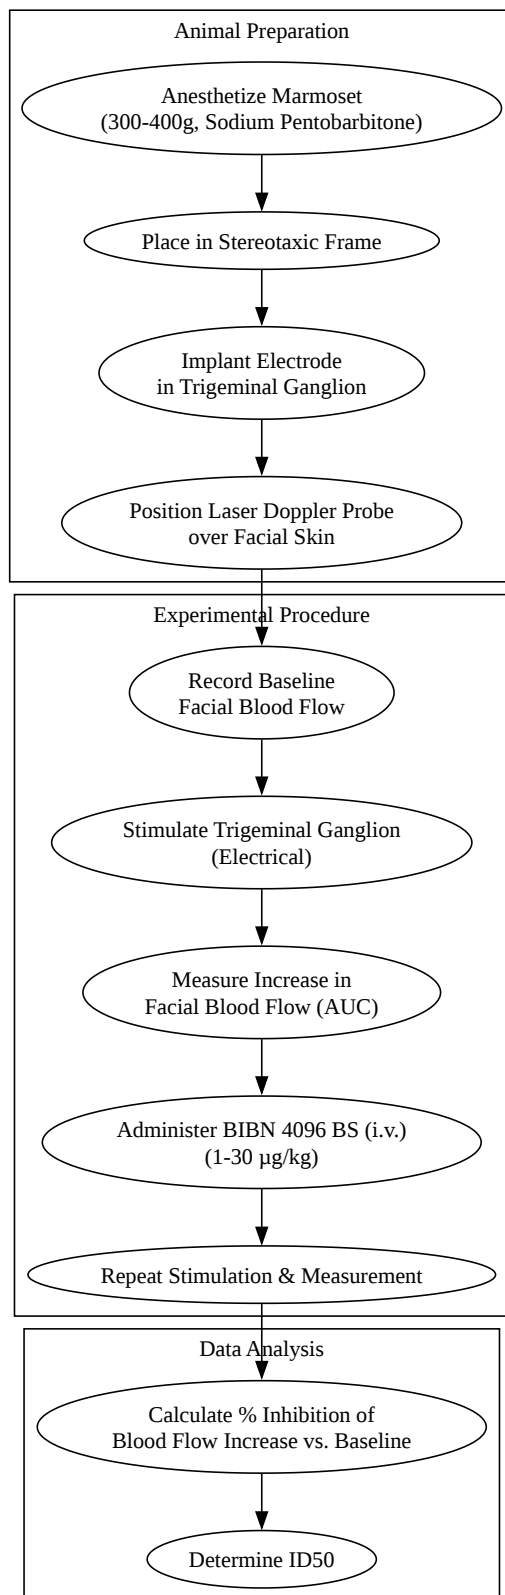 Animal Preparation
Anesthetize Marmoset
(300-400g, Sodium Pentobarbitone)
Place in Stereotaxic Frame
Implant Electrode
in Trigeminal Ganglion
Position Laser Doppler Probe
over Facial Skin
Experimental Procedure
Record Baseline
Facial Blood Flow
Stimulate Trigeminal Ganglion
(Electrical)
Measure Increase in
Facial Blood Flow (AUC)
Administer BIBN 4096 BS (i.v.)
(1-30 µg/kg)
Repeat Stimulation & Measurement
Data Analysis
Calculate % Inhibition of
Blood Flow Increase vs. Baseline
Determine ID50